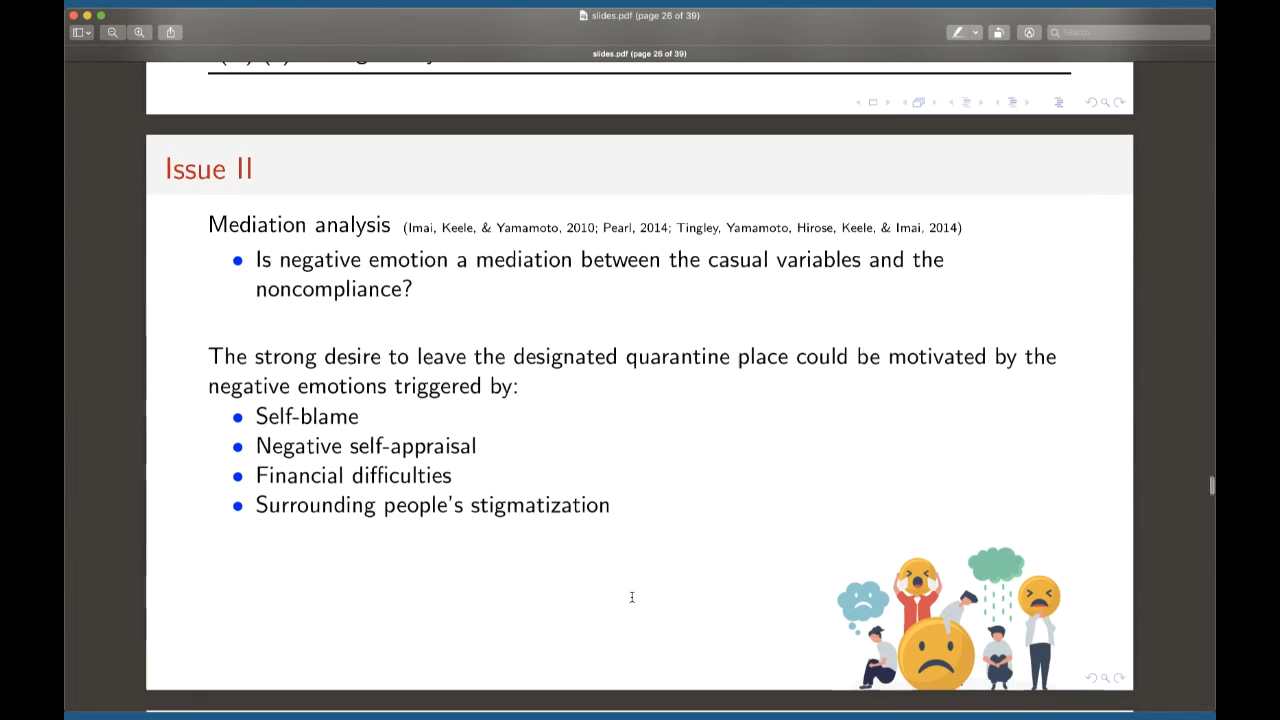 slides.pdf (page 26 of 39)
Search
slides.pdf (page 26 of 39)
Issue II
Mediation analysis (Imai, Keele, & Yamamoto, 2010; Pearl, 2014; Tingley, Yamamoto, Hirose, Keele, & Imai, 2014)
• Is negative emotion a mediation between the casual variables and the
noncompliance?
The strong desire to leave the designated quarantine place could be motivated by the
negative emotions triggered by:
• Self-blame
• Negative self-appraisal
• Financial difficulties
• Surrounding people's stigmatization